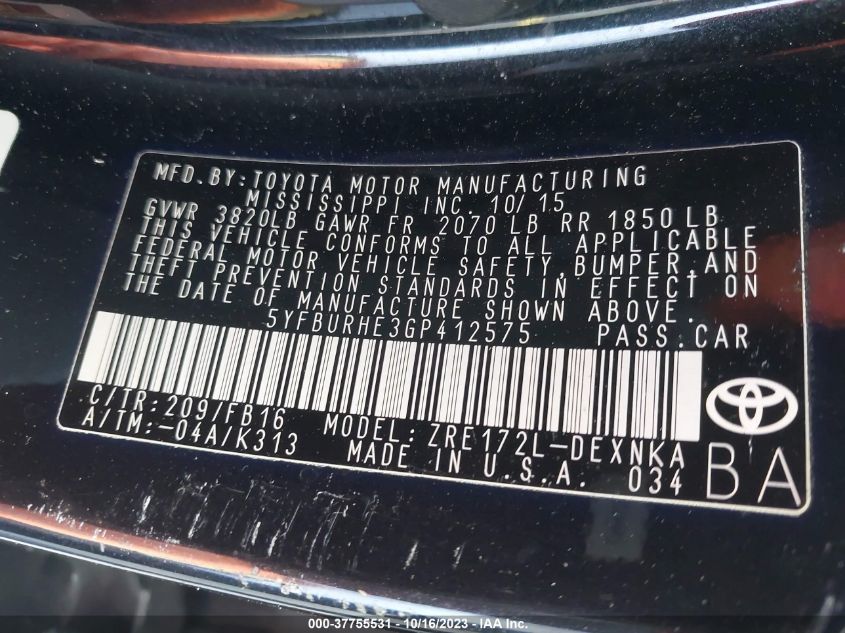 MFD.BY:TOYOTA MOTOR MANUFACTURING
MISSISSIPPI INC. 10/15
GVWR 3820LB GAWR FR 2070 LB RR 1850 LB
THIS VEHICLE CONFORMS TO ALL APPLICABLE
FEDERAL MOTOR VEHICLE SAFETY,BUMPER,AND
THEFT PREVENTION STANDARDS IN EFFECT ON
THE DATE OF MANUFACTURE SHOWN ABOVE.
5YFBURHE3GP412575 PASS.CAR
C/TR:209/FB16 MODEL:ZRE172L-DEXNKA
A/TM:-04A/K313 MADE IN U.S.A. 034
BA
000-37755531 - 10/16/2023 - IAA Inc.